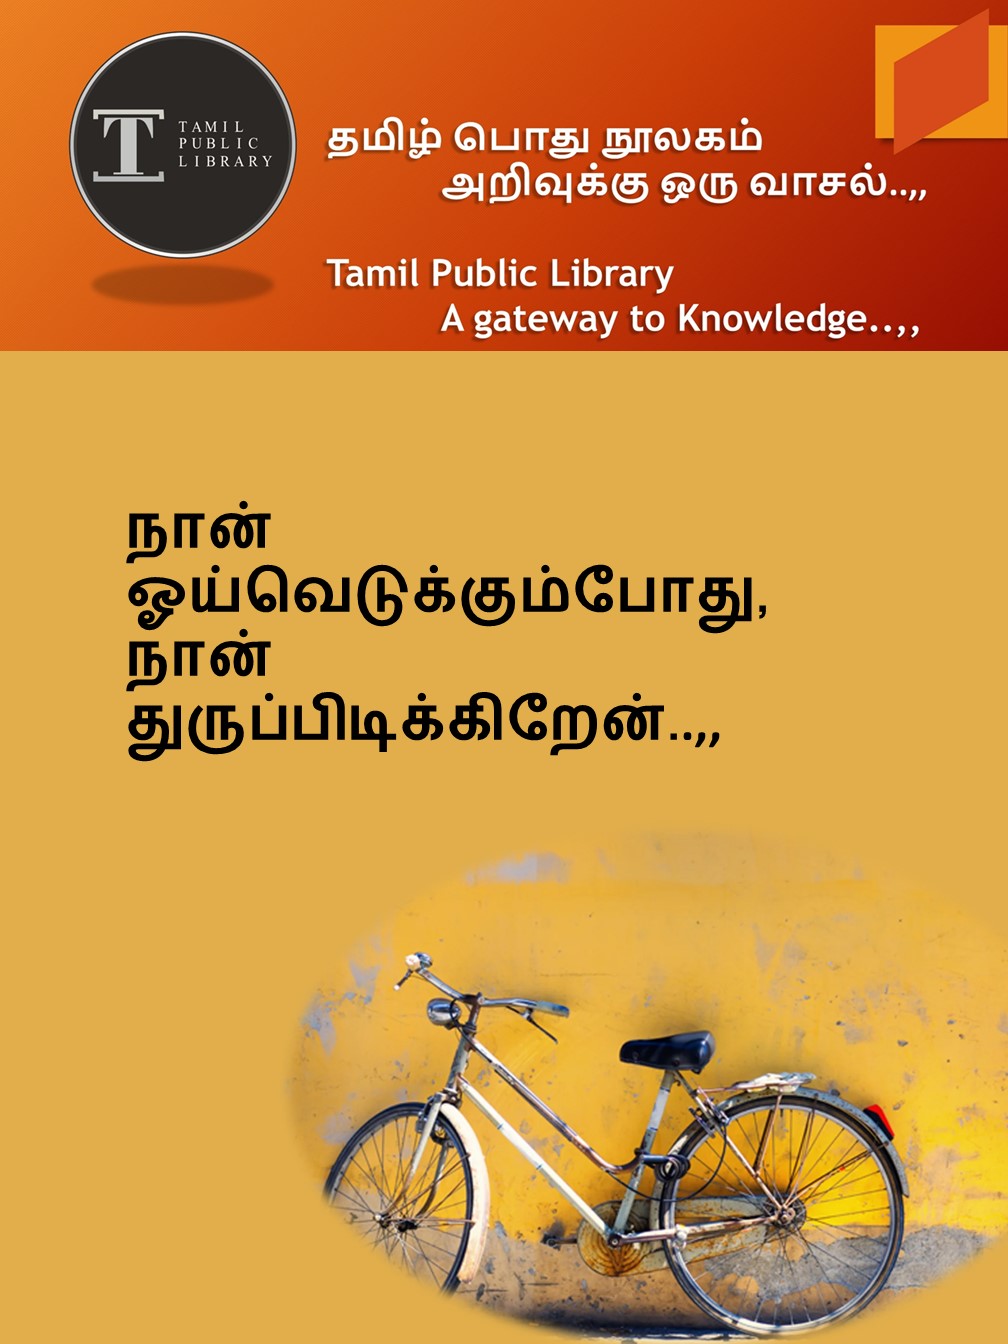 TAMIL
PUBLIC
LIBRARY
தமிழ் பொது நூலகம்
அறிவுக்கு ஒரு வாசல்..,,
Tamil Public Library
A gateway to Knowledge..,,
நான்
ஓய்வெடுக்கும்போது,
நான்
துருப்பிடிக்கிறேன்..,,